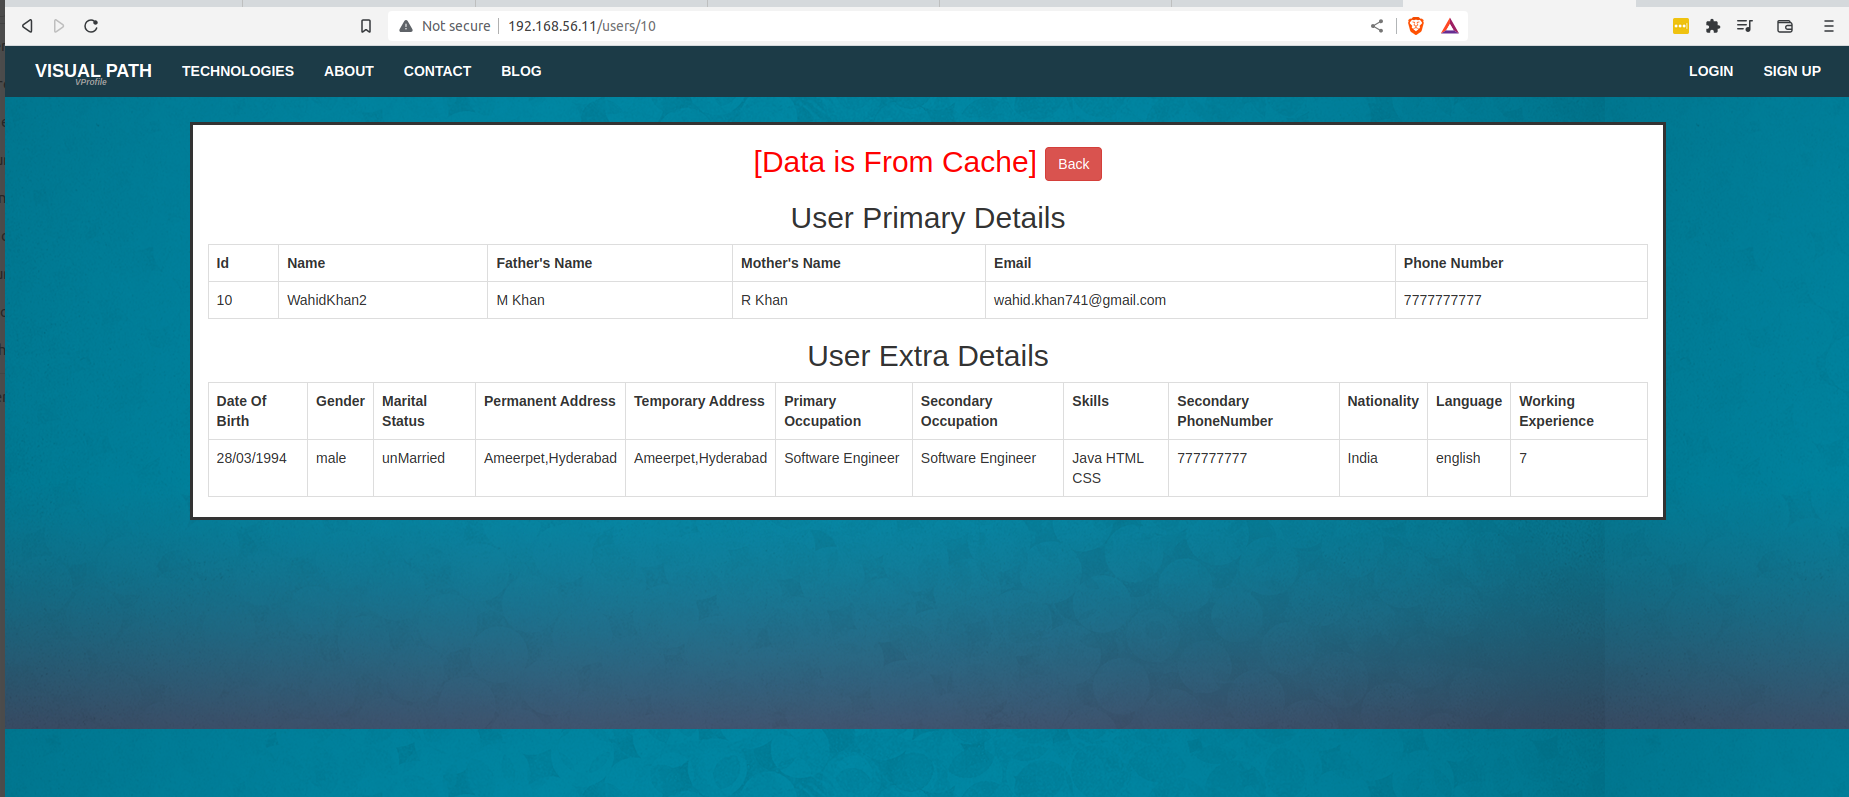 Not secure 192.168.56.11/users/10
VISUAL PATH TECHNOLOGIES ABOUT CONTACT BLOG LOGIN SIGN UP
VProfile
[Data is From Cache] Back
User Primary Details
Id Name Father's Name Mother's Name Email Phone Number
10 WahidKhan2 M Khan R Khan wahid.khan741@gmail.com 7777777777
User Extra Details
Date Of Birth Gender Marital Status Permanent Address Temporary Address Primary Occupation Secondary Occupation Skills Secondary PhoneNumber Nationality Language Working Experience
28/03/1994 male unMarried Ameerpet,Hyderabad Ameerpet,Hyderabad Software Engineer Software Engineer Java HTML CSS 777777777 India english 7